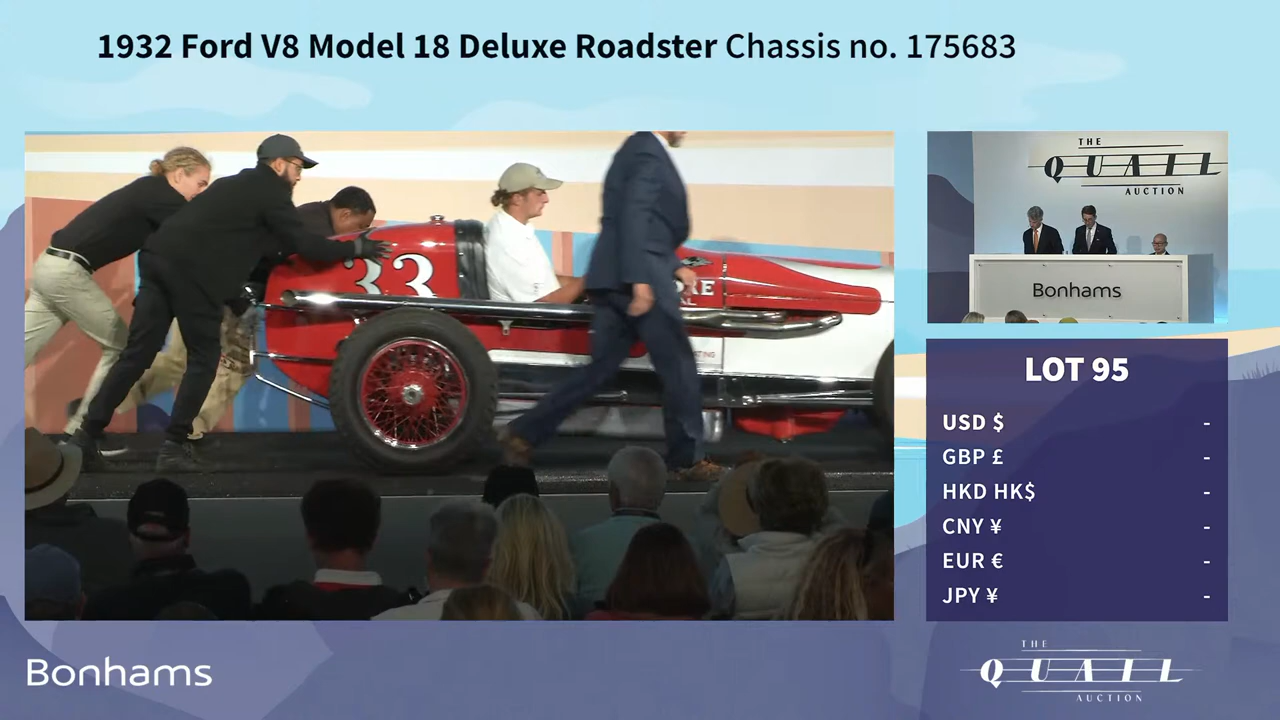 1932 Ford V8 Model 18 Deluxe Roadster Chassis no. 175683
33
THE
QUAIL
AUCTION
Bonhams
LOT 95
USD $ -
GBP £ -
HKD HK$ -
CNY ¥ -
EUR € -
JPY ¥ -
Bonhams
THE
QUAIL
AUCTION